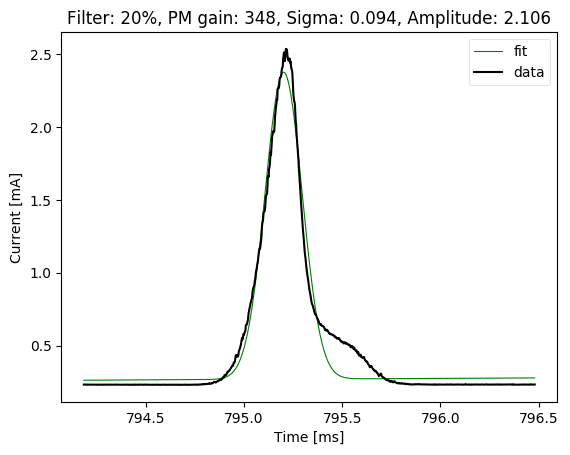 Filter: 20%, PM gain: 348, Sigma: 0.094, Amplitude: 2.106
fit
data
2.5
2.0
1.5
1.0
0.5
Current [mA]
794.5
795.0
795.5
796.0
796.5
Time [ms]